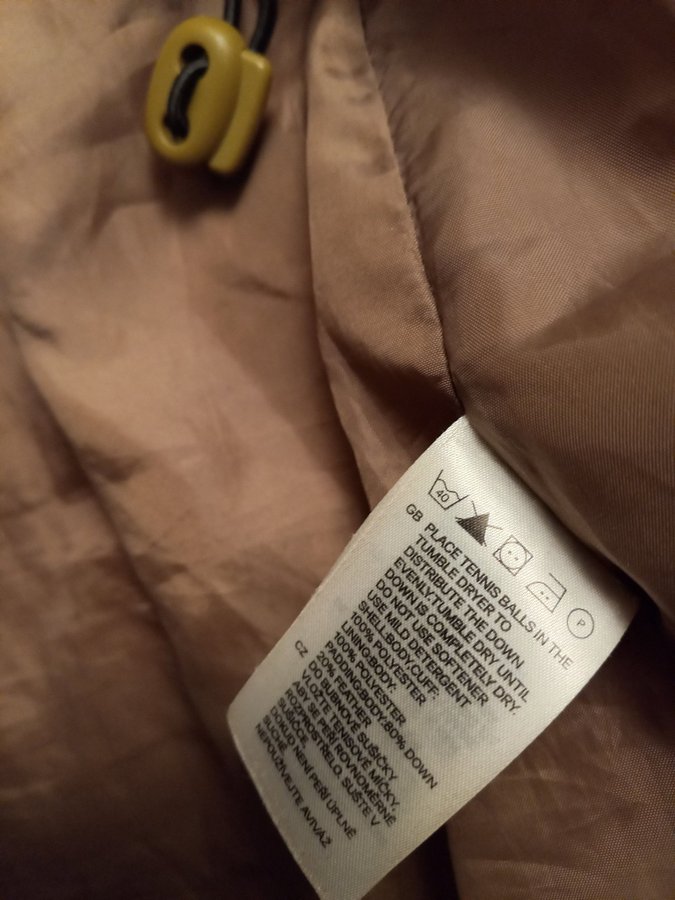 40
P
GB PLACE TENNIS BALLS IN THE
TUMBLE DRYER TO
DISTRIBUTE THE DOWN
EVENLY.TUMBLE DRY UNTIL
DOWN IS COMPLETELY DRY.
DO NOT USE SOFTENER
USE MILD DETERGENT
SHELL:BODY.CUFF:
100% POLYESTER
LINING:BODY:
100% POLYESTER
PADDING:BODY:80% DOWN
20% FEATHER
CZ DO BUBNOVÉ SUŠIČKY
VLOŽTE TENISOVÉ MÍČKY,
ABY SE PEŘÍ ROVNOMĚRNĚ
ROZPROSTŘELO. SUŠTE V
SUŠIČCE,
DOKUD NENÍ PEŘÍ ÚPLNĚ
SUCHÉ.
NEPOUŽÍVEJTE AVIVÁŽ